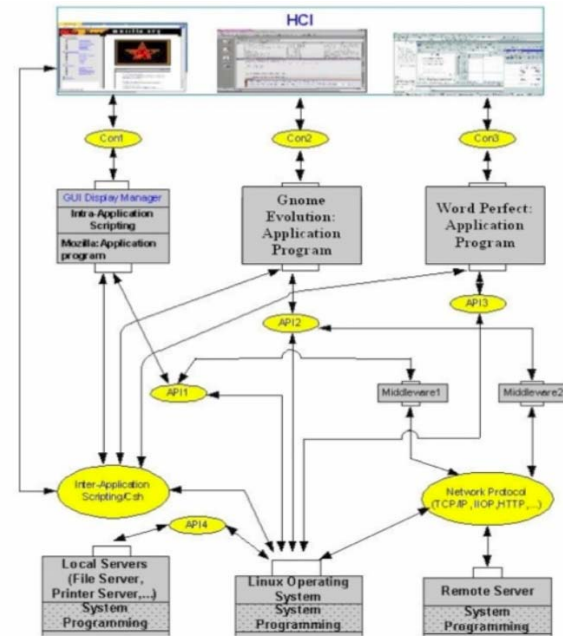 HCI
mozilla.org
Con1
Con2
Con3
GUI Display Manager
Intra-Application
Scripting
Mozilla:Application
program
Gnome
Evolution:
Application
Program
Word Perfect:
Application
Program
API3
API2
API1
Middleware1
Middleware2
Inter-Application
Scripting/Csh
Network Protocol
(TCP/IP, IIOP,HTTP,...)
API4
Local Servers
(File Server,
Printer Server,...)
System
Programming
Linux Operating
System
System
Programming
Remote Server
System
Programming